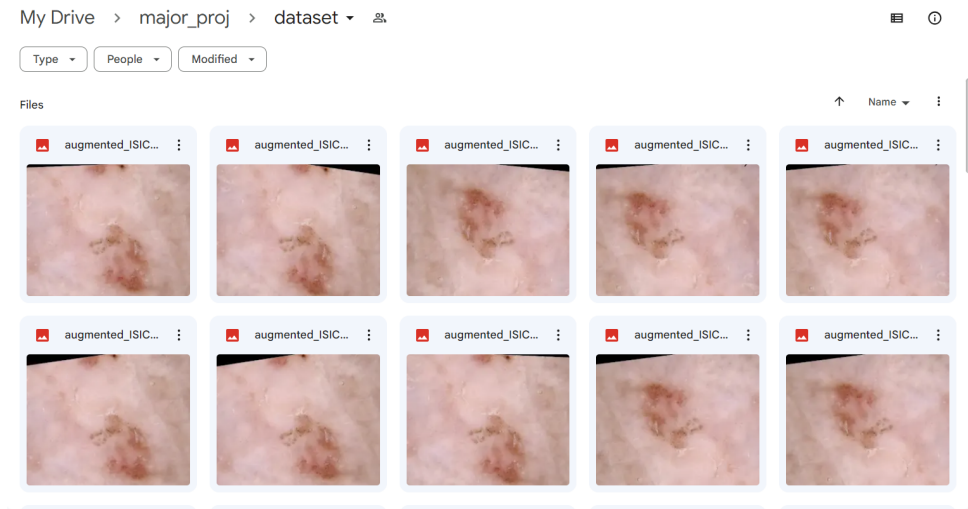 My Drive > major_proj > dataset
Type People Modified
Files Name
augmented_ISIC... augmented_ISIC... augmented_ISIC... augmented_ISIC... augmented_ISIC...
augmented_ISIC... augmented_ISIC... augmented_ISIC... augmented_ISIC... augmented_ISIC...